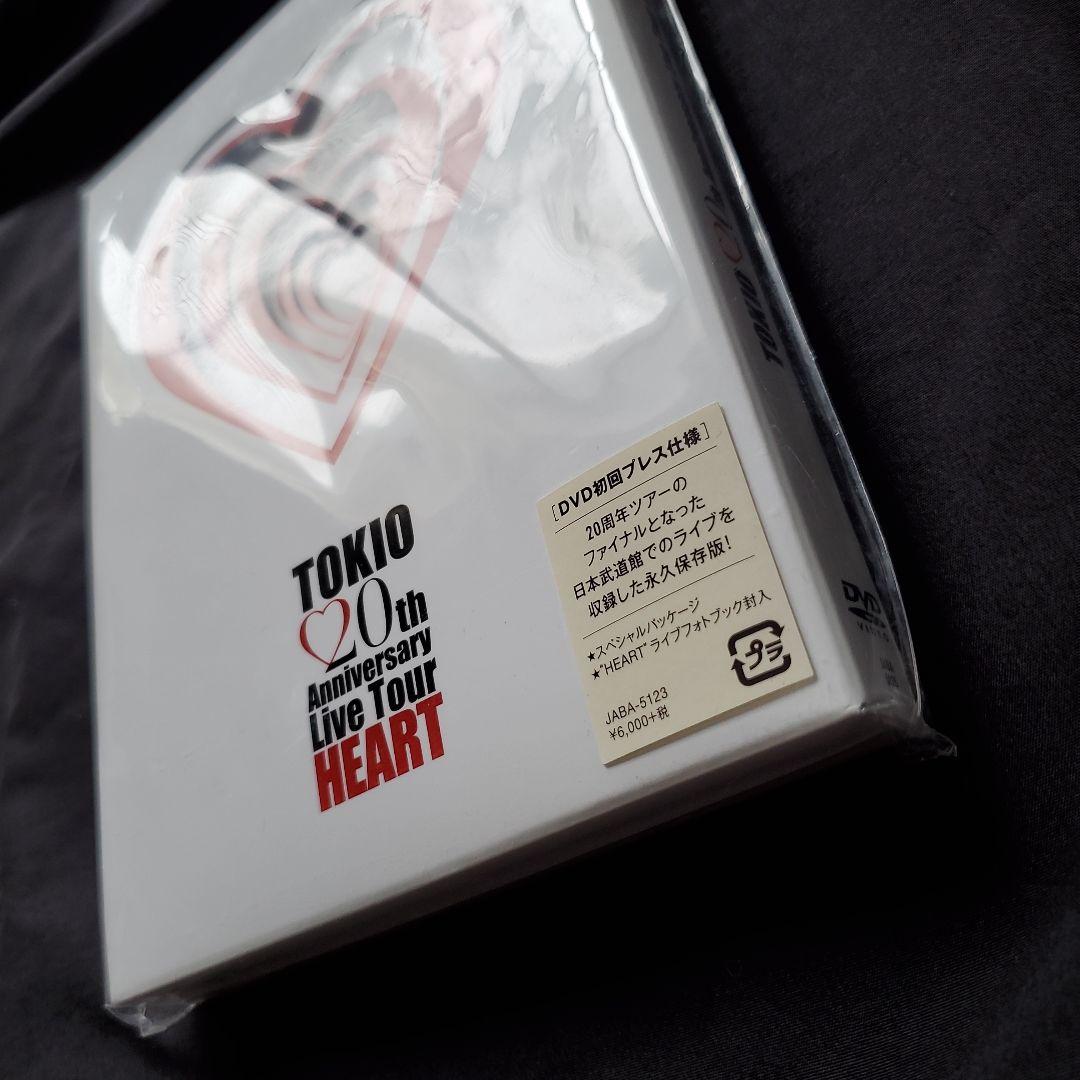 TOKIO
20th
Anniversary
Live Tour
HEART
[DVD初回プレス仕様]
20周年ツアーの
ファイナルとなった
日本武道館でのライブを
収録した永久保存版!
★スペシャルパッケージ
★"HEART"ライブフォトブック封入
プラ
JABA-5123
¥6,000+税
TOKIO
DVD
VIDEO